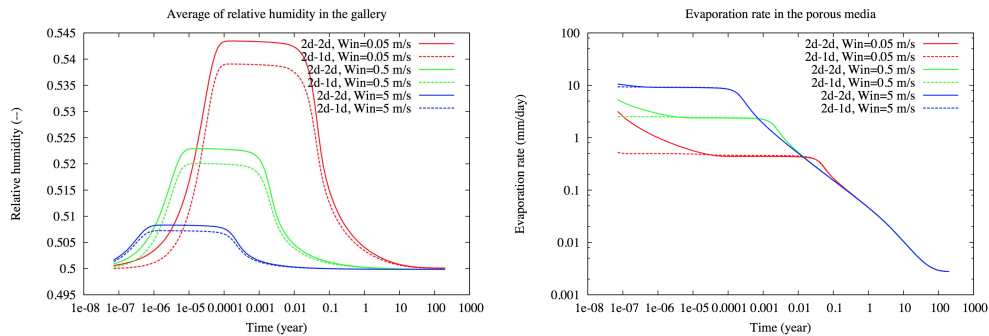 Average of relative humidity in the gallery
0.545
0.54
0.535
0.53
0.525
0.52
0.515
0.51
0.505
0.5
0.495
Relative humidity (--)
2d-2d, Win=0.05 m/s
2d-1d, Win=0.05 m/s
2d-2d, Win=0.5 m/s
2d-1d, Win=0.5 m/s
2d-2d, Win=5 m/s
2d-1d, Win=5 m/s
1e-08 1e-07 1e-06 1e-05 0.0001 0.001 0.01 0.1 1 10 100 1000
Time (year)
Evaporation rate in the porous media
100
10
1
0.1
0.01
0.001
Evaporation rate (mm/day)
2d-2d, Win=0.05 m/s
2d-1d, Win=0.05 m/s
2d-2d, Win=0.5 m/s
2d-1d, Win=0.5 m/s
2d-2d, Win=5 m/s
2d-1d, Win=5 m/s
1e-08 1e-07 1e-06 1e-05 0.0001 0.001 0.01 0.1 1 10 100 1000
Time (year)